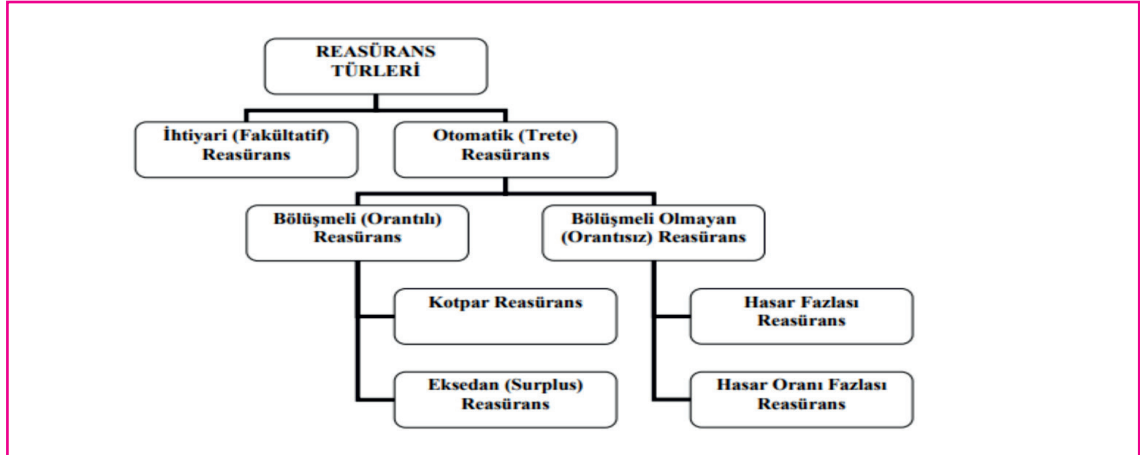 REASÜRANS
TÜRLERİ
İhtiyari (Fakültatif)
Reasürans
Otomatik (Trete)
Reasürans
Bölüşmeli (Orantılı)
Reasürans
Bölüşmeli Olmayan
(Orantısız) Reasürans
Kotpar Reasürans
Hasar Fazlası
Reasürans
Eksedan (Surplus)
Reasürans
Hasar Oranı Fazlası
Reasürans